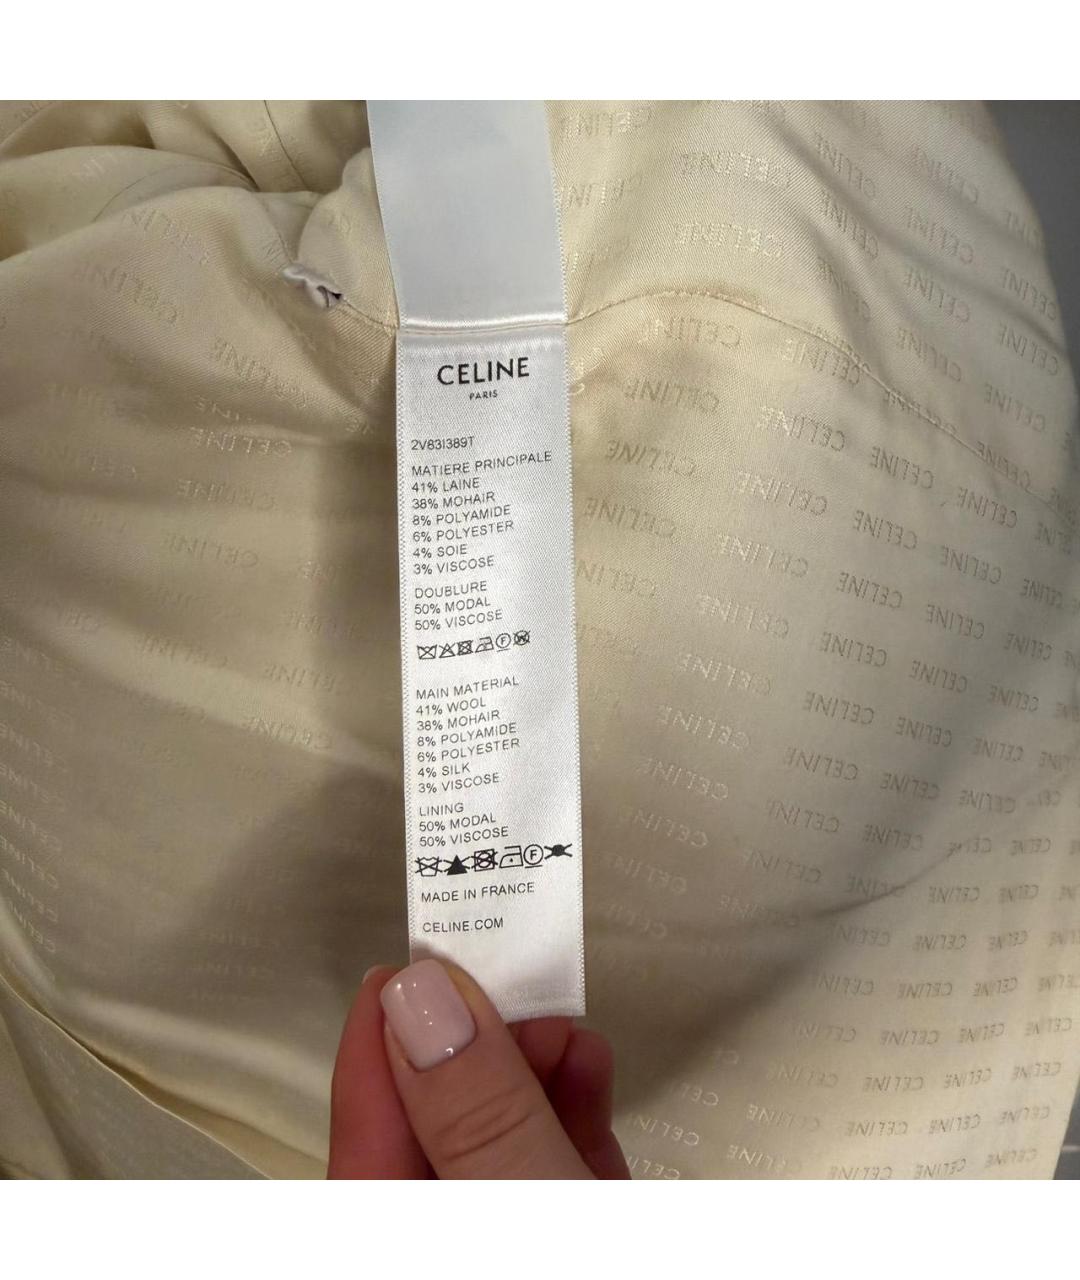 CELINE
PARIS
2V831389T
MATIERE PRINCIPALE
41% LAINE
38% MOHAIR
8% POLYAMIDE
6% POLYESTER
4% SOIE
3% VISCOSE
DOUBLURE
50% MODAL
50% VISCOSE
MAIN MATERIAL
41% WOOL
38% MOHAIR
8% POLYAMIDE
6% POLYESTER
4% SILK
3% VISCOSE
LINING
50% MODAL
50% VISCOSE
MADE IN FRANCE
CELINE.COM